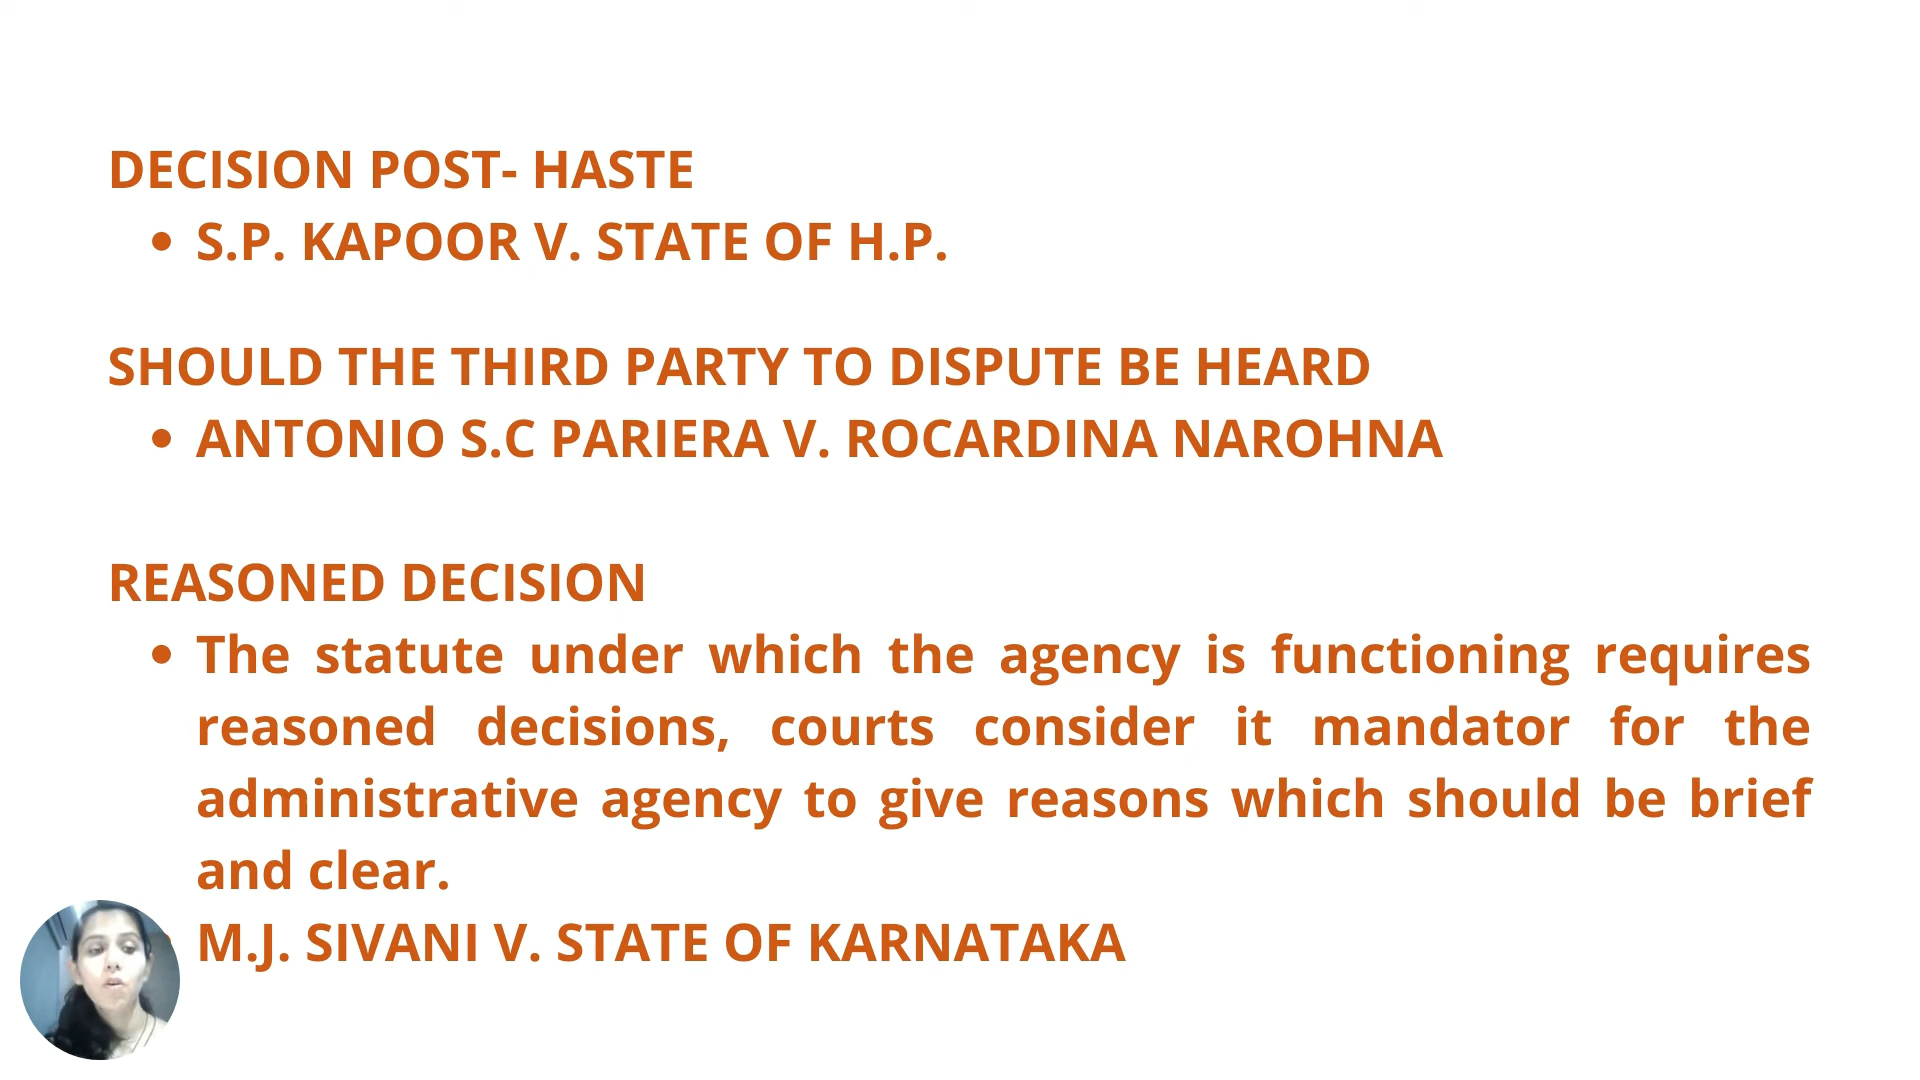 DECISION POST- HASTE
• S.P. KAPOOR V. STATE OF H.P.
SHOULD THE THIRD PARTY TO DISPUTE BE HEARD
• ANTONIO S.C PARIERA V. ROCARDINA NAROHNA
REASONED DECISION
• The statute under which the agency is functioning requires
reasoned decisions, courts consider it mandator for the
administrative agency to give reasons which should be brief
and clear.
• M.J. SIVANI V. STATE OF KARNATAKA